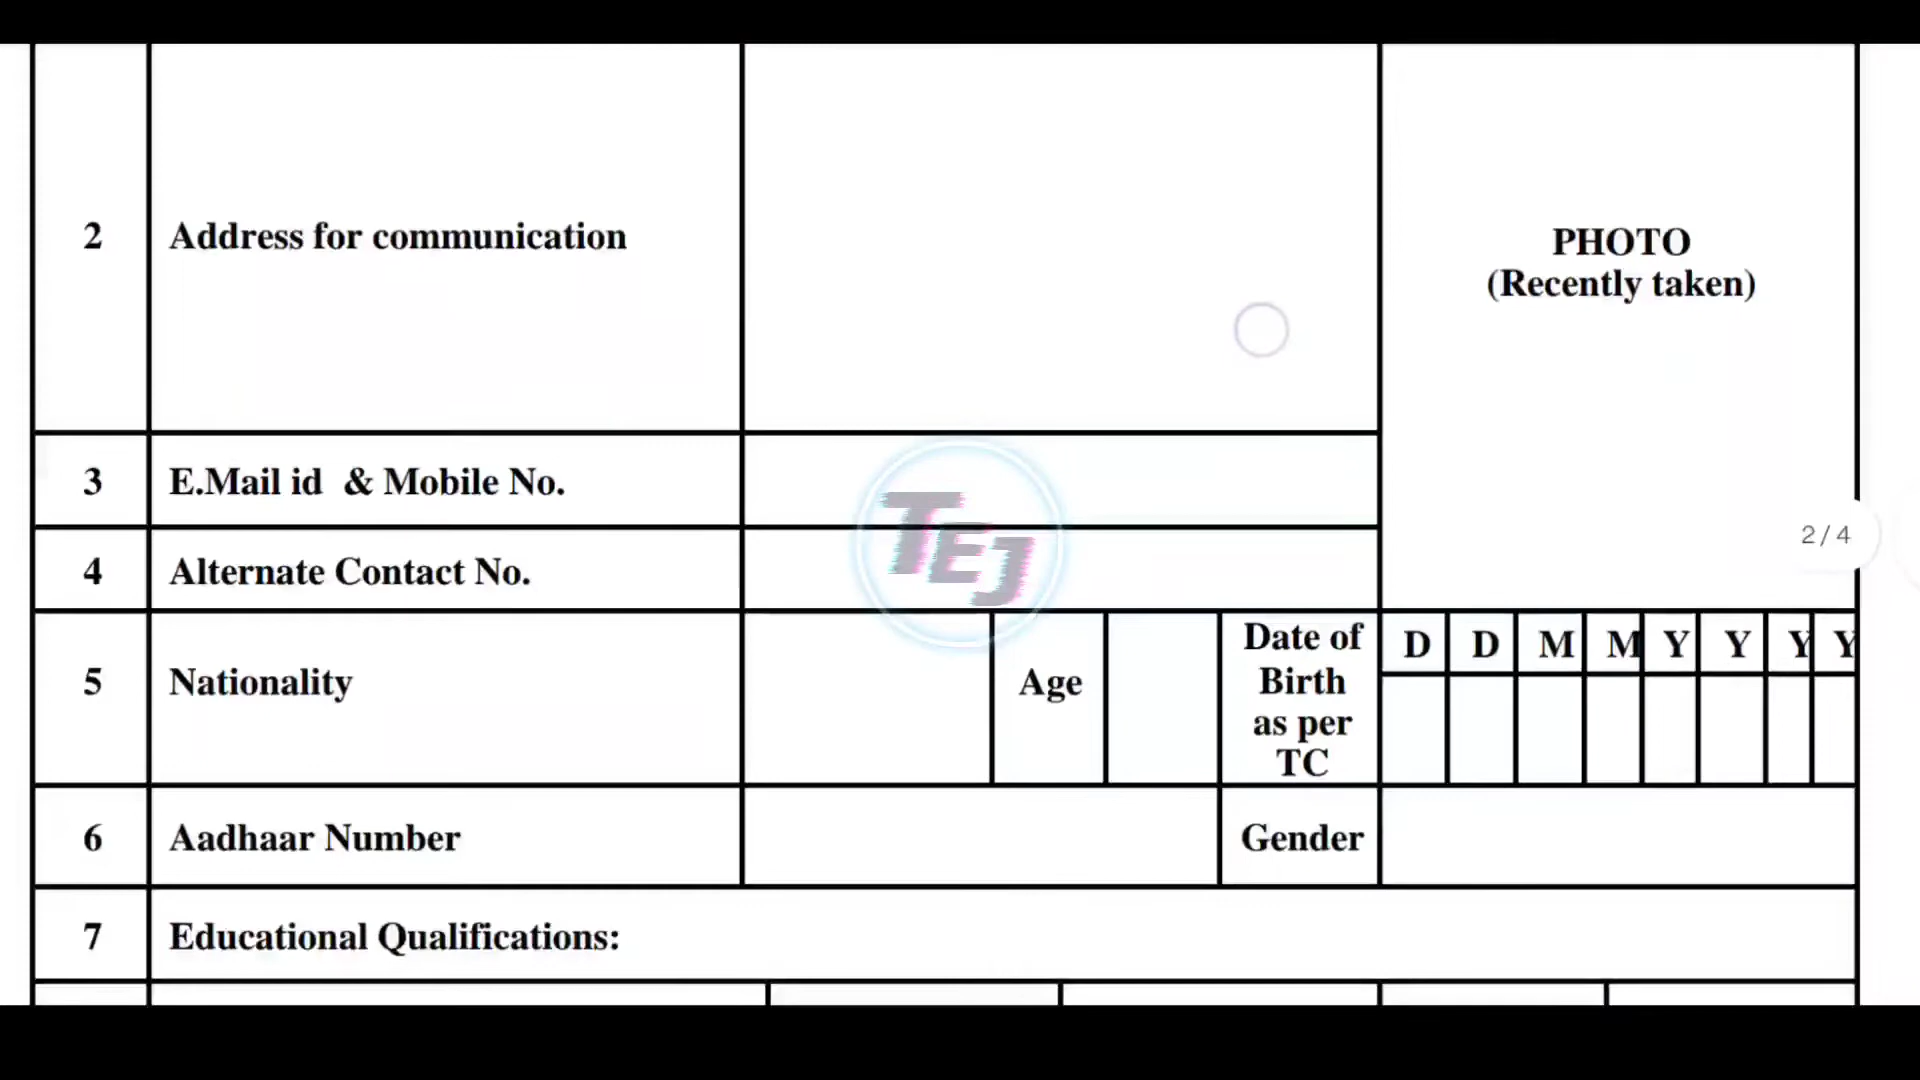 2 Address for communication
PHOTO
(Recently taken)
3 E.Mail id & Mobile No.
TEJ
2 / 4
4 Alternate Contact No.
5 Nationality
Age
Date of
Birth
as per
TC
D D M M Y Y Y Y
6 Aadhaar Number
Gender
7 Educational Qualifications: